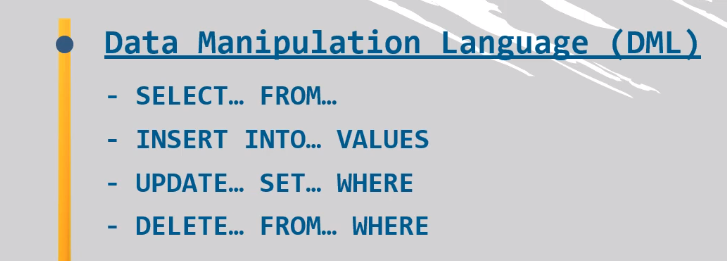 Data Manipulation Language (DML)
- SELECT… FROM…
- INSERT INTO… VALUES
- UPDATE… SET… WHERE
- DELETE… FROM… WHERE